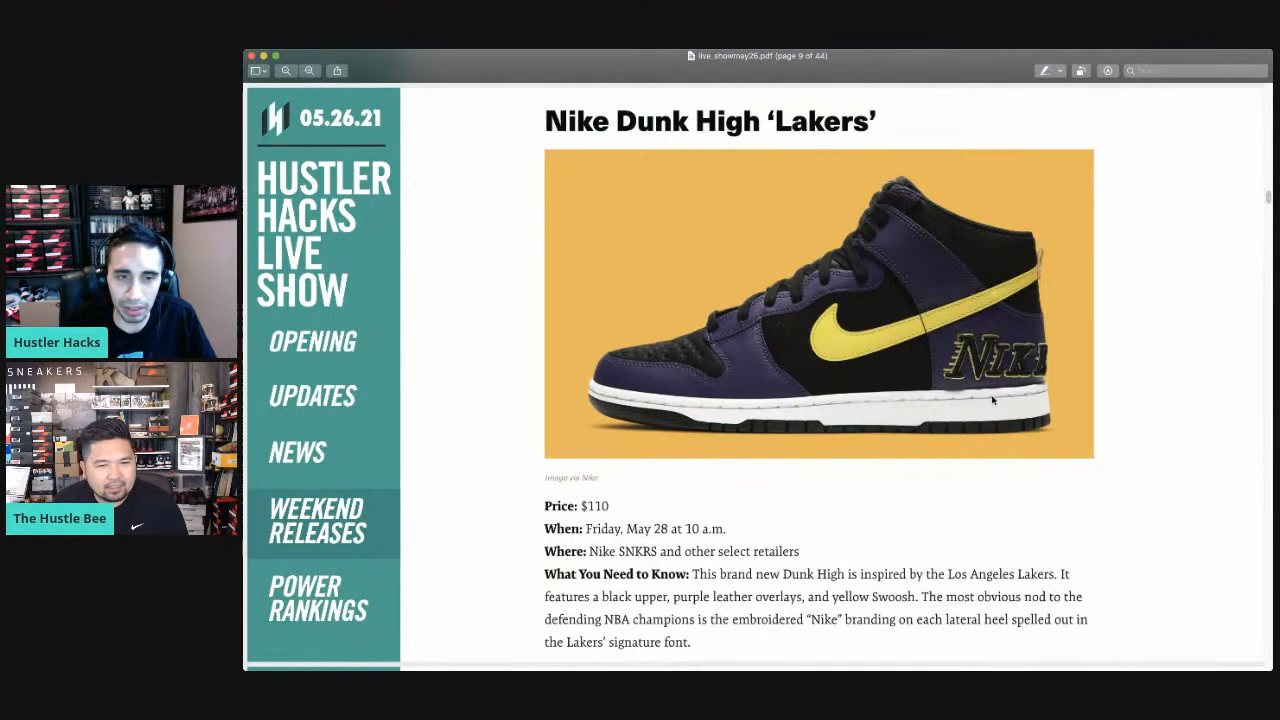 live_showmay26.pdf (page 9 of 44)
Search
05.26.21
HUSTLER
HACKS
LIVE
SHOW
OPENING
UPDATES
NEWS
WEEKEND
RELEASES
POWER
RANKINGS
Nike Dunk High ‘Lakers’
NIKE
Image via Nike
Price: $110
When: Friday, May 28 at 10 a.m.
Where: Nike SNKRS and other select retailers
What You Need to Know: This brand new Dunk High is inspired by the Los Angeles Lakers. It
features a black upper, purple leather overlays, and yellow Swoosh. The most obvious nod to the
defending NBA champions is the embroidered “Nike” branding on each lateral heel spelled out in
the Lakers’ signature font.
Hustler Hacks
SNEAKERS
The Hustle Bee